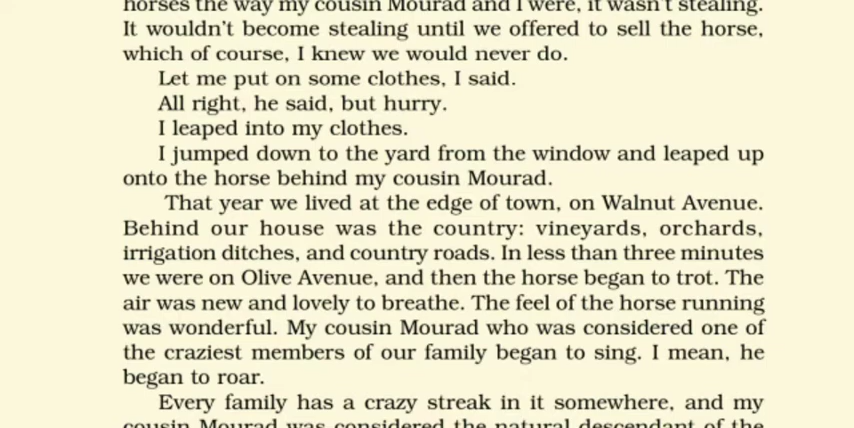 horses the way my cousin Mourad and I were, it wasn't stealing.
It wouldn't become stealing until we offered to sell the horse,
which of course, I knew we would never do.
Let me put on some clothes, I said.
All right, he said, but hurry.
I leaped into my clothes.
I jumped down to the yard from the window and leaped up
onto the horse behind my cousin Mourad.
That year we lived at the edge of town, on Walnut Avenue.
Behind our house was the country: vineyards, orchards,
irrigation ditches, and country roads. In less than three minutes
we were on Olive Avenue, and then the horse began to trot. The
air was new and lovely to breathe. The feel of the horse running
was wonderful. My cousin Mourad who was considered one of
the craziest members of our family began to sing. I mean, he
began to roar.
Every family has a crazy streak in it somewhere, and my
cousin Mourad was considered the natural descendant of the